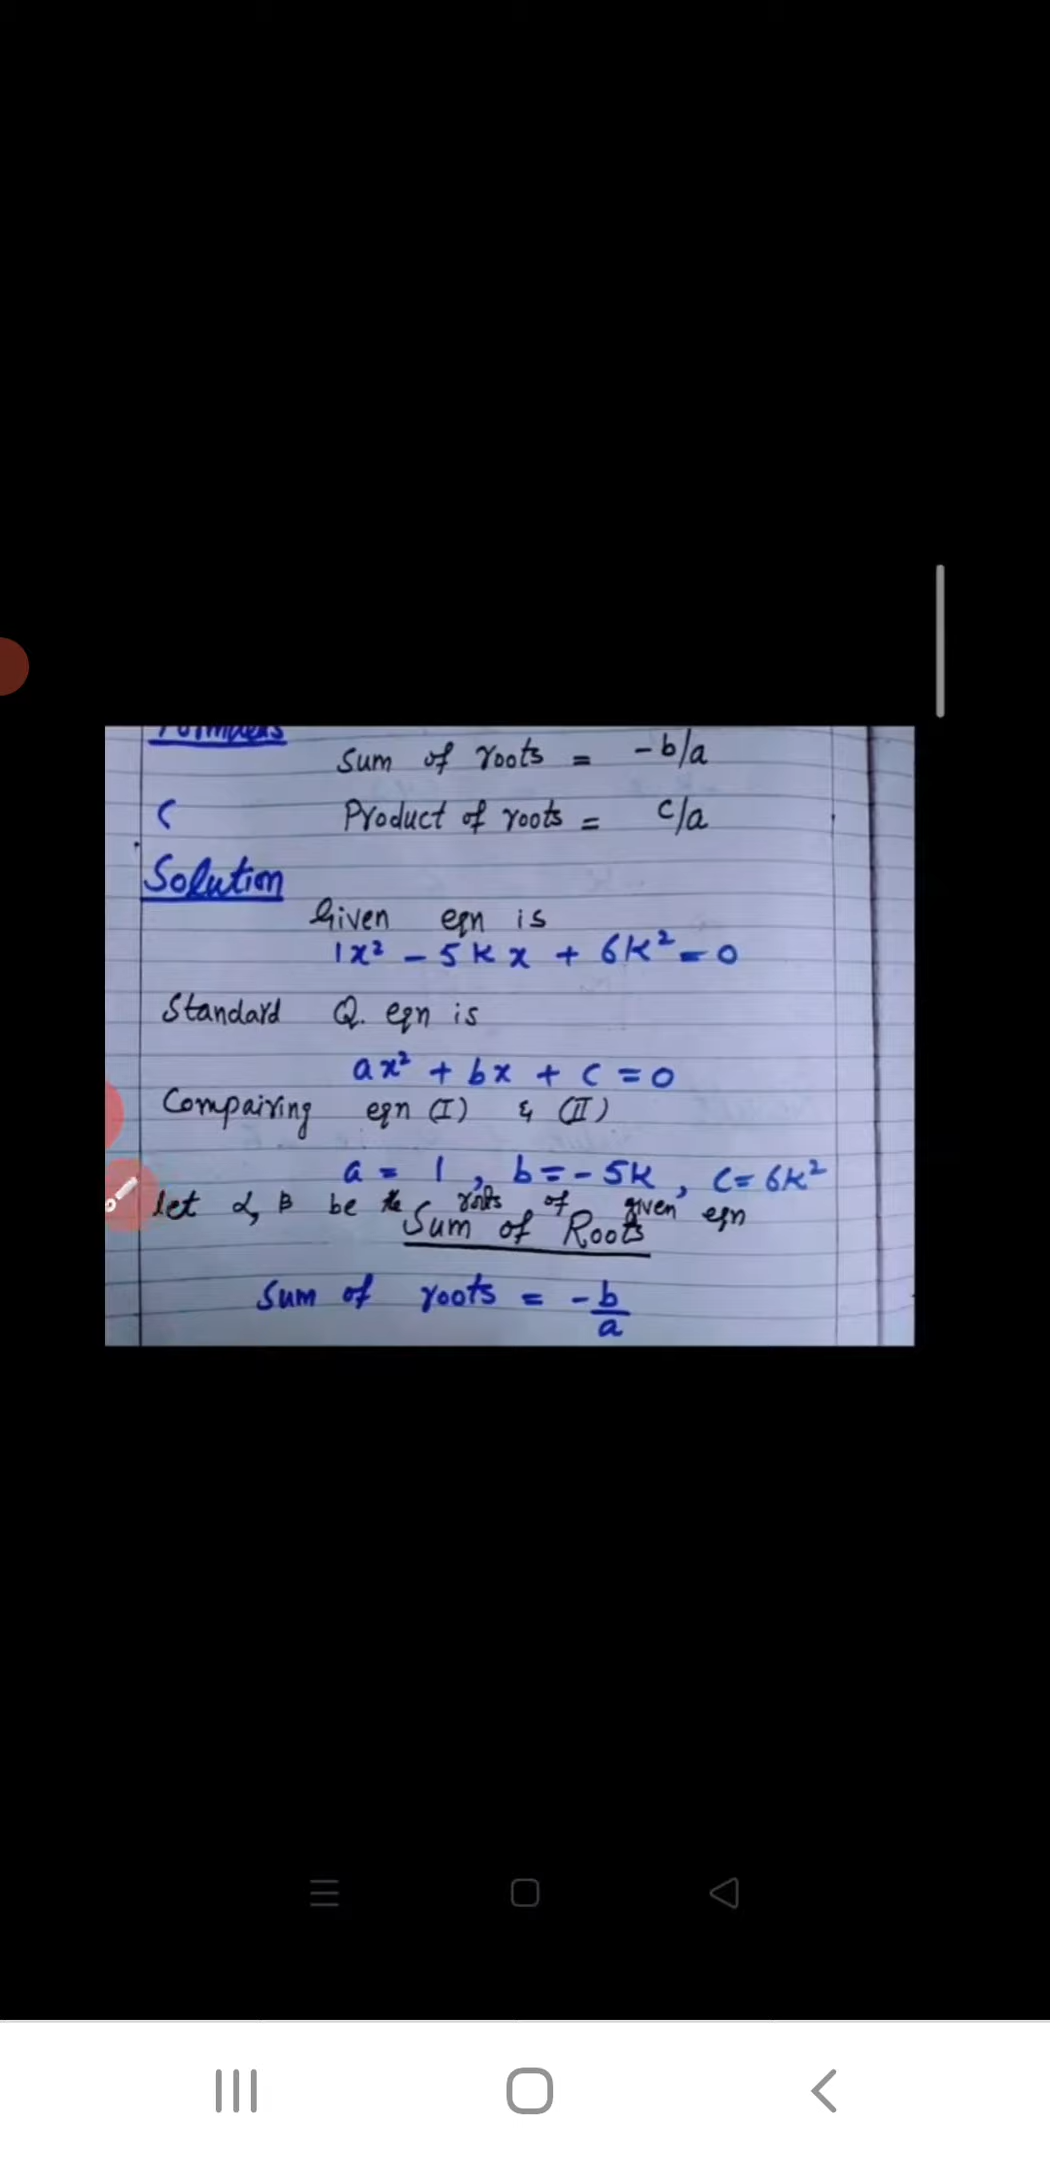 Formulas
Sum of roots = -b/a
( Product of roots = c/a
Solution
Given eqn is
1x² - 5kx + 6k² = 0
Standard Q. eqn is
ax² + bx + c = 0
Compairing eqn (I) & (II)
a = 1, b = -5k, c = 6k²
let α, β be the roots of given eqn
Sum of Roots
Sum of roots = -b/a